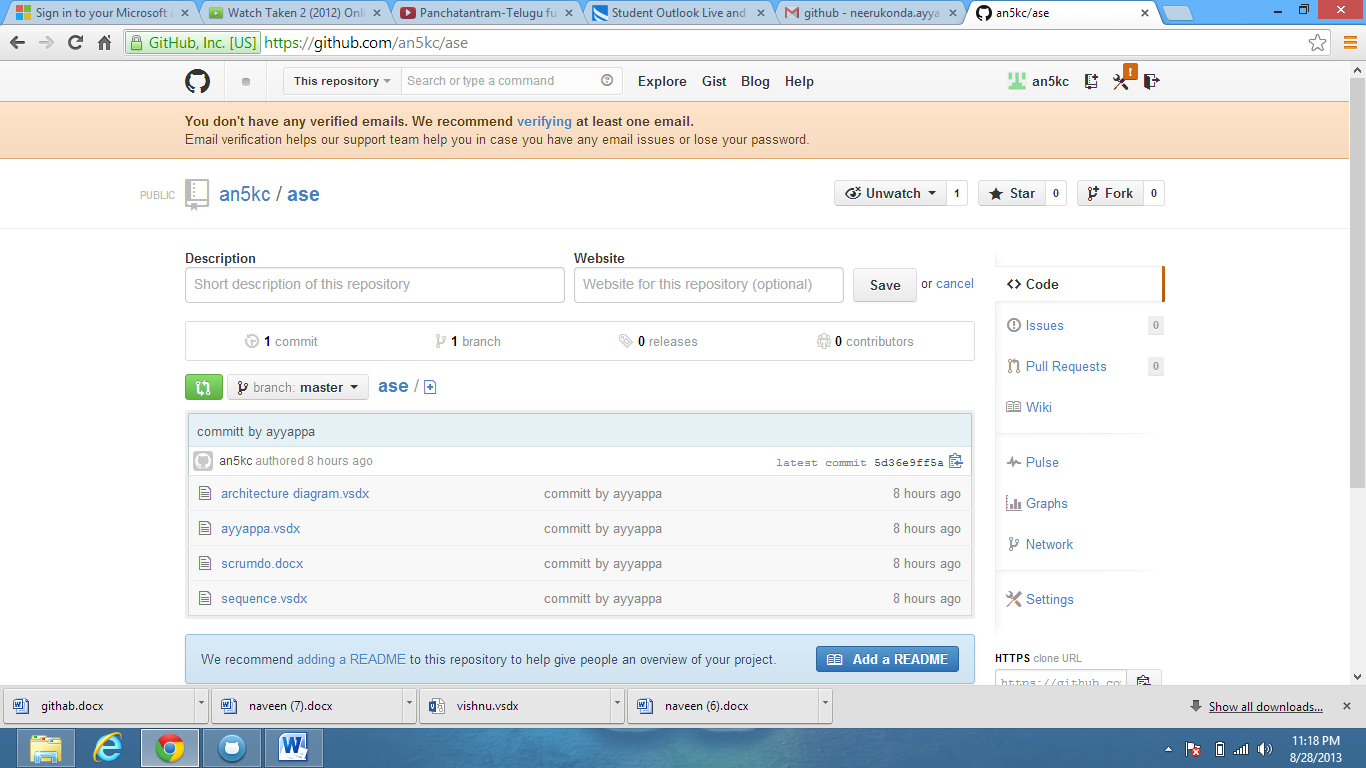 Sign in to your Microsoft a
Watch Taken 2 (2012) Onli
Panchatantram-Telugu fu
Student Outlook Live and
github - neerukonda.ayya
an5kc/ase
GitHub, Inc. [US] https://github.com/an5kc/ase
This repository Search or type a command Explore Gist Blog Help an5kc
You don't have any verified emails. We recommend verifying at least one email.
Email verification helps our support team help you in case you have any email issues or lose your password.
PUBLIC an5kc / ase Unwatch 1 Star 0 Fork 0
Description Website
Short description of this repository Website for this repository (optional) Save or cancel
Code
Issues 0
Pull Requests 0
Wiki
Pulse
Graphs
Network
Settings
HTTPS clone URL
1 commit 1 branch 0 releases 0 contributors
branch: master ase /
committ by ayyappa
an5kc authored 8 hours ago latest commit 5d36e9ff5a
architecture diagram.vsdx committ by ayyappa 8 hours ago
ayyappa.vsdx committ by ayyappa 8 hours ago
scrumdo.docx committ by ayyappa 8 hours ago
sequence.vsdx committ by ayyappa 8 hours ago
We recommend adding a README to this repository to help give people an overview of your project. Add a README
githab.docx naveen (7).docx vishnu.vsdx naveen (6).docx Show all downloads...
11:18 PM
8/28/2013